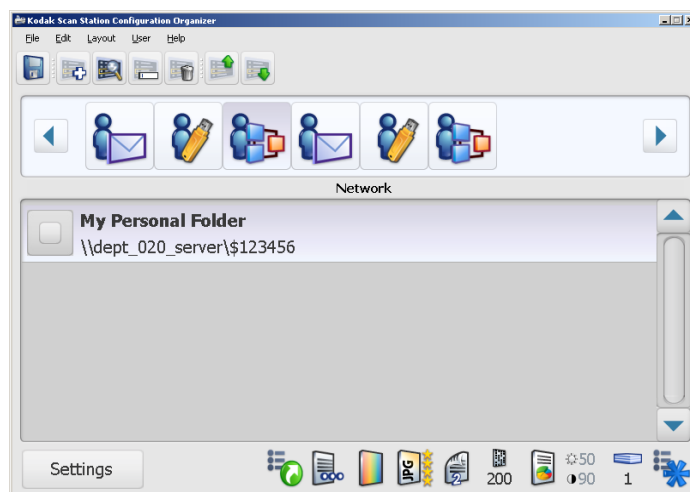 Kodak Scan Station Configuration Organizer
File Edit Layout User Help
Network
My Personal Folder
\\dept_020_server\$123456
Settings
JPG
2
200
50
90
1